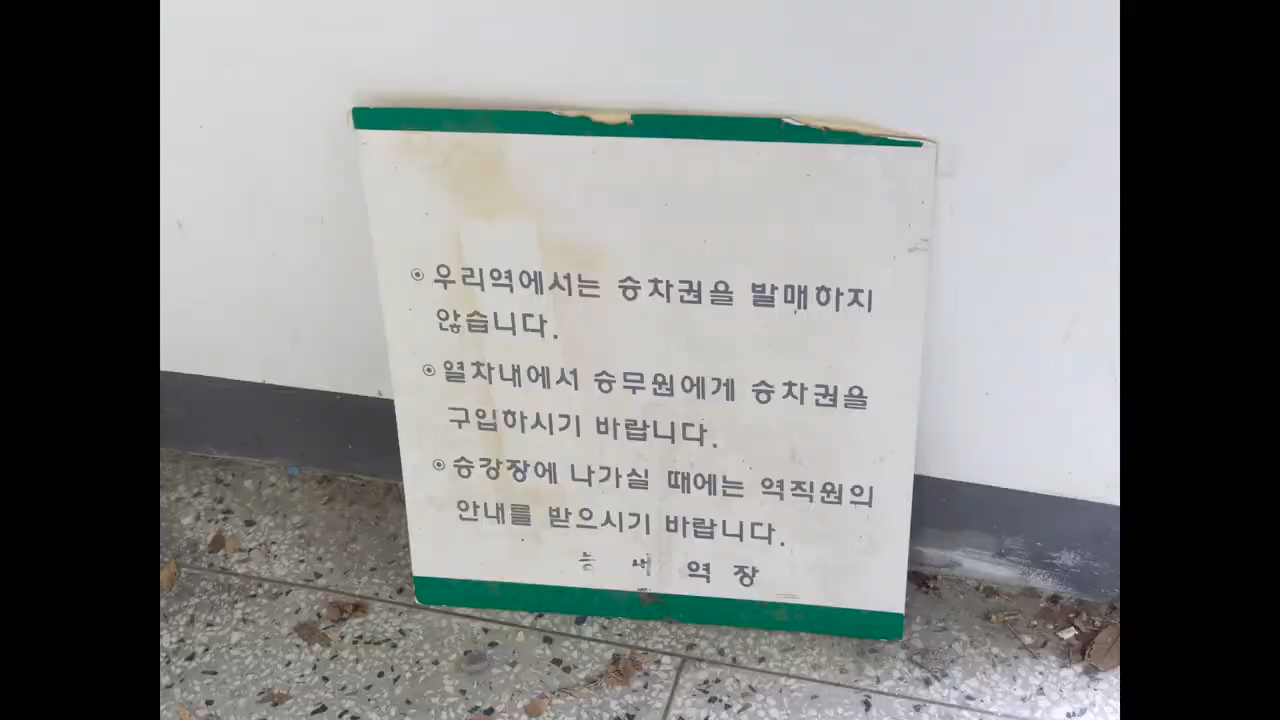 ◉ 우리역에서는 승차권을 발매하지
않습니다.
◉ 열차내에서 승무원에게 승차권을
구입하시기 바랍니다.
◉ 승강장에 나가실 때에는 역직원의
안내를 받으시기 바랍니다.
역 장